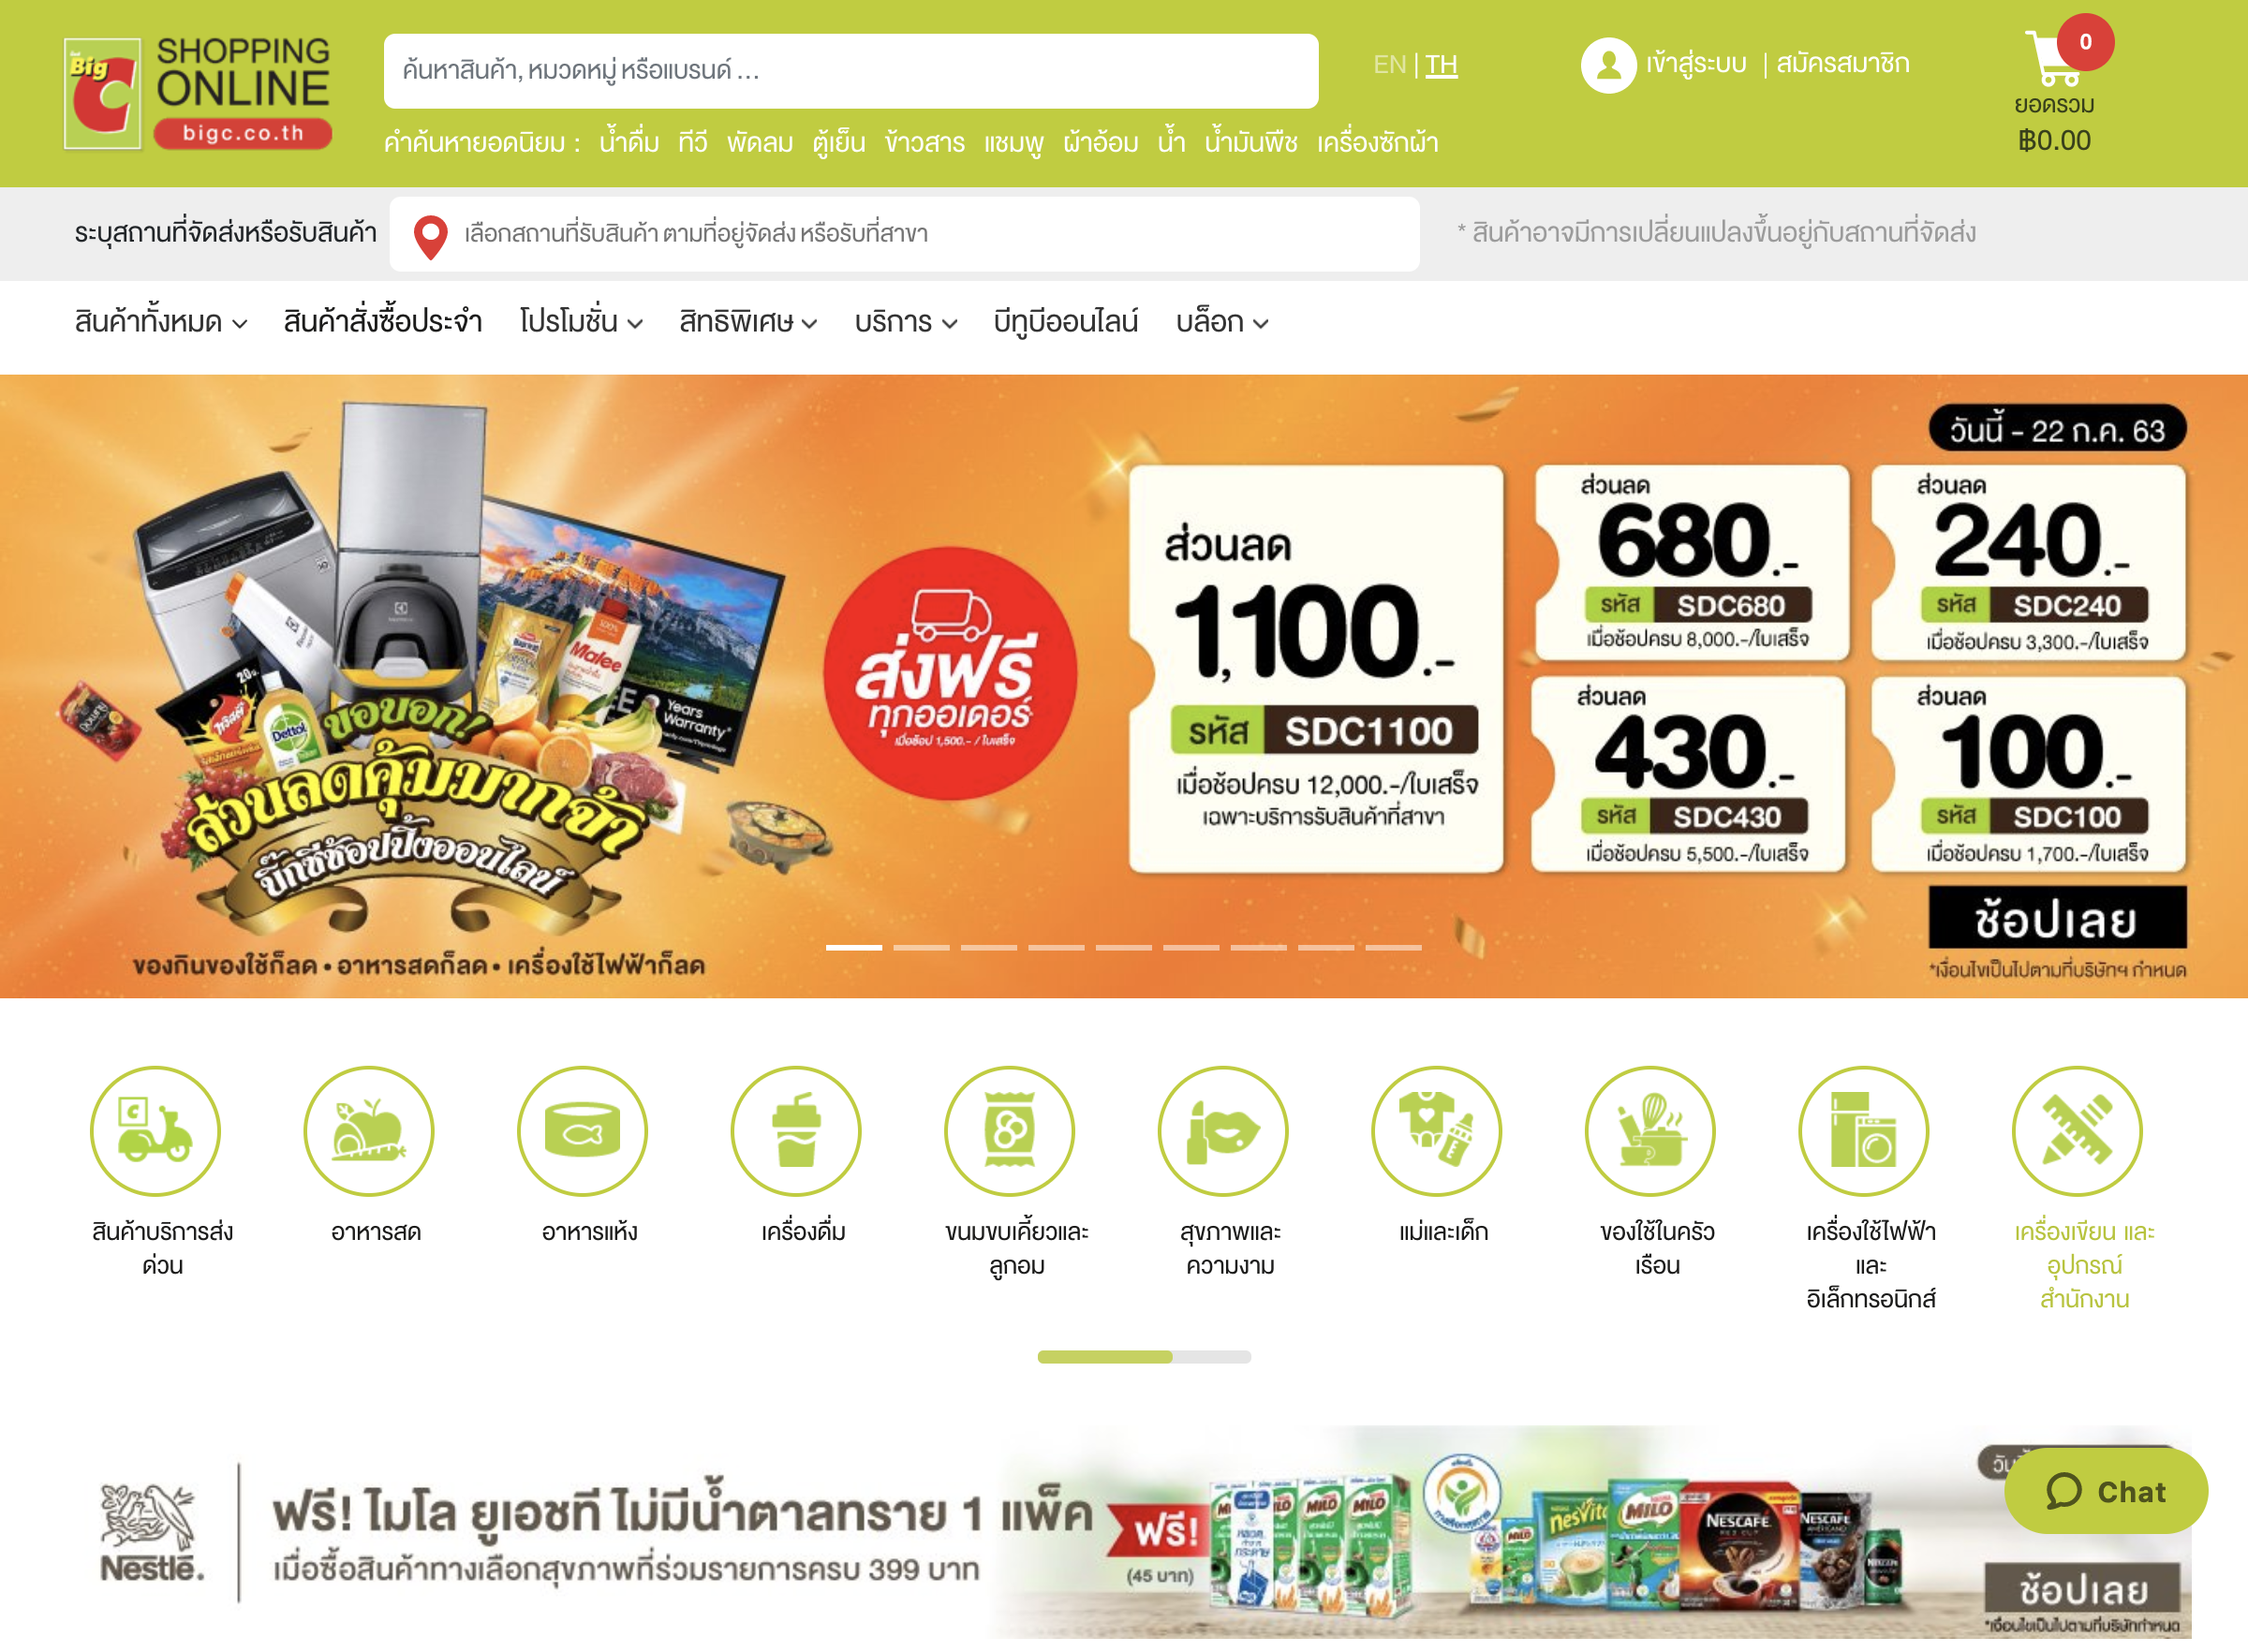 Big C
SHOPPING
ONLINE
bigc.co.th
ค้นหาสินค้า, หมวดหมู่ หรือแบรนด์ ...
EN | TH
เข้าสู่ระบบ | สมัครสมาชิก
0
ยอดรวม
฿0.00
คำค้นหายอดนิยม : น้ำดื่ม ทีวี พัดลม ตู้เย็น ข้าวสาร แชมพู ผ้าอ้อม น้ำ น้ำมันพืช เครื่องซักผ้า
ระบุสถานที่จัดส่งหรือรับสินค้า
เลือกสถานที่รับสินค้า ตามที่อยู่จัดส่ง หรือรับที่สาขา
* สินค้าอาจมีการเปลี่ยนแปลงขึ้นอยู่กับสถานที่จัดส่ง
สินค้าทั้งหมด สินค้าสั่งซื้อประจำ โปรโมชั่น สิทธิพิเศษ บริการ บีทูบีออนไลน์ บล็อก
วันนี้ - 22 ก.ค. 63
Malee
Dettol
Years
Warranty*
ขอบอก!
ส่วนลดคุ้มมากจ้า
บิ๊กซีช้อปปิ้งออนไลน์
ของกินของใช้ก็ลด • อาหารสดก็ลด • เครื่องใช้ไฟฟ้าก็ลด
ส่งฟรี
ทุกออเดอร์
เมื่อช้อป 1,500.- / ใบเสร็จ
ส่วนลด
1,100.-
รหัส SDC1100
เมื่อช้อปครบ 12,000.-/ใบเสร็จ
เฉพาะบริการรับสินค้าที่สาขา
ส่วนลด
680.-
รหัส SDC680
เมื่อช้อปครบ 8,000.-/ใบเสร็จ
ส่วนลด
240.-
รหัส SDC240
เมื่อช้อปครบ 3,300.-/ใบเสร็จ
ส่วนลด
430.-
รหัส SDC430
เมื่อช้อปครบ 5,500.-/ใบเสร็จ
ส่วนลด
100.-
รหัส SDC100
เมื่อช้อปครบ 1,700.-/ใบเสร็จ
ช้อปเลย
*เงื่อนไขเป็นไปตามที่บริษัทฯ กำหนด
สินค้าบริการส่ง
ด่วน
อาหารสด
อาหารแห้ง
เครื่องดื่ม
ขนมขบเคี้ยวและ
ลูกอม
สุขภาพและ
ความงาม
แม่และเด็ก
ของใช้ในครัว
เรือน
เครื่องใช้ไฟฟ้า
และ
อิเล็กทรอนิกส์
เครื่องเขียน และ
อุปกรณ์
สำนักงาน
Nestlé.
ฟรี! ไมโล ยูเอชที ไม่มีน้ำตาลทราย 1 แพ็ค
เมื่อซื้อสินค้าทางเลือกสุขภาพที่ร่วมรายการครบ 399 บาท
ฟรี!
(45 บาท)
MILO
MILO
MILO
nesvita
MILO
NESCAFE
RED CUP
NESCAFE
AMERICANO
Chat
ช้อปเลย
*เงื่อนไขเป็นไปตามที่บริษัทกำหนด